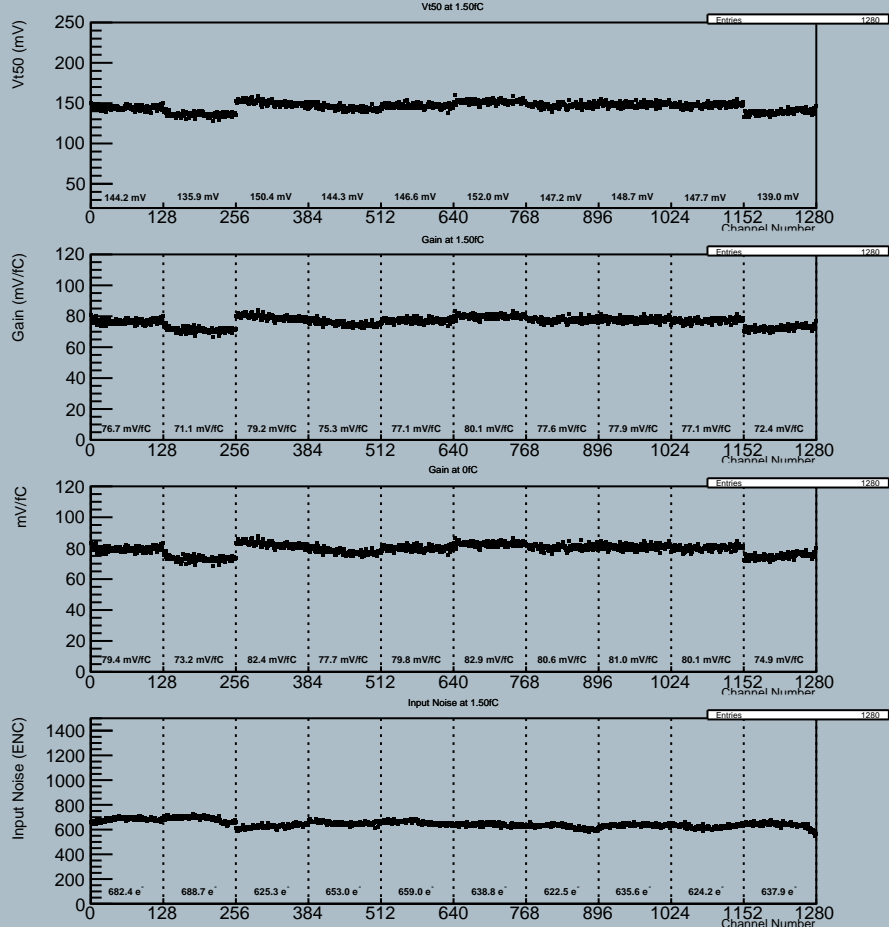 Vt50 at 1.50fC
Entries 1280
Vt50 (mV)
250
200
150
100
50
144.2 mV 135.9 mV 150.4 mV 144.3 mV 146.6 mV 152.0 mV 147.2 mV 148.7 mV 147.7 mV 139.0 mV
0 128 256 384 512 640 768 896 1024 1152 1280
Channel Number
Gain at 1.50fC
Entries 1280
Gain (mV/fC)
120
100
80
60
40
20
0
76.7 mV/fC 71.1 mV/fC 79.2 mV/fC 75.3 mV/fC 77.1 mV/fC 80.1 mV/fC 77.6 mV/fC 77.9 mV/fC 77.1 mV/fC 72.4 mV/fC
0 128 256 384 512 640 768 896 1024 1152 1280
Channel Number
Gain at 0fC
Entries 1280
mV/fC
120
100
80
60
40
20
0
79.4 mV/fC 73.2 mV/fC 82.4 mV/fC 77.7 mV/fC 79.8 mV/fC 82.9 mV/fC 80.6 mV/fC 81.0 mV/fC 80.1 mV/fC 74.9 mV/fC
0 128 256 384 512 640 768 896 1024 1152 1280
Channel Number
Input Noise at 1.50fC
Entries 1280
Input Noise (ENC)
1400
1200
1000
800
600
400
200
0
682.4 e⁻ 688.7 e⁻ 625.3 e⁻ 653.0 e⁻ 659.0 e⁻ 638.8 e⁻ 622.5 e⁻ 635.6 e⁻ 624.2 e⁻ 637.9 e⁻
0 128 256 384 512 640 768 896 1024 1152 1280
Channel Number